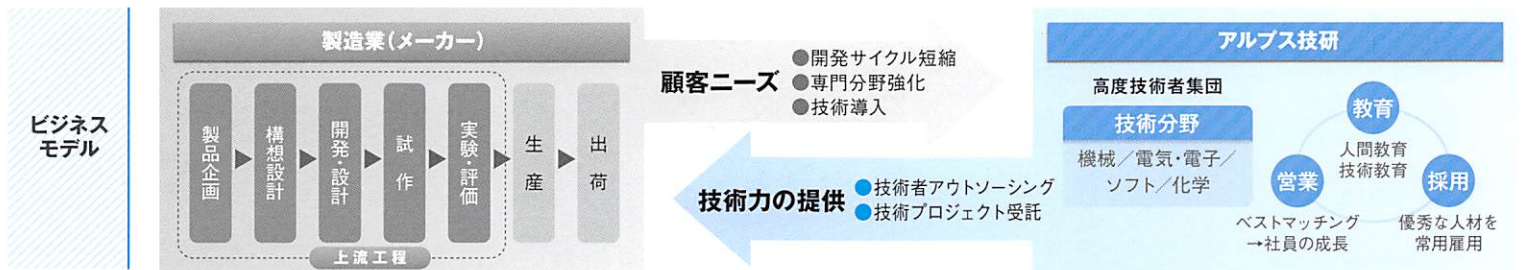 ビジネス
モデル
製造業(メーカー)
製品企画
構想設計
開発・設計
試作
実験・評価
生産
出荷
上流工程
顧客ニーズ
●開発サイクル短縮
●専門分野強化
●技術導入
技術力の提供
●技術者アウトソーシング
●技術プロジェクト受託
アルプス技研
高度技術者集団
技術分野
機械／電気・電子／
ソフト／化学
教育
人間教育
技術教育
営業
ベストマッチング
→社員の成長
採用
優秀な人材を
常用雇用